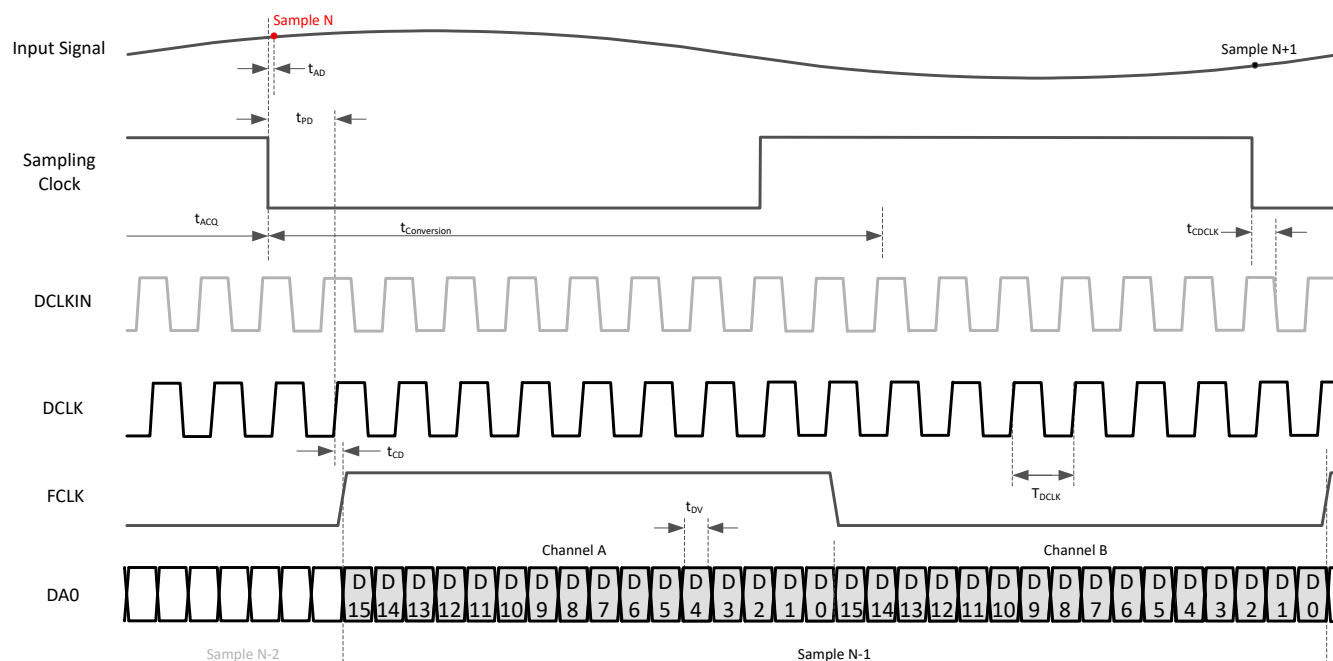 Sample N
Input Signal
Sample N+1
tAD
tPD
Sampling
Clock
tACQ
tConversion
tCDCLK
DCLKIN
DCLK
tCD
FCLK
TDCLK
tDV
Channel A
Channel B
DA0
D D D D D D D D D D D D D D D D D D D D D D D D D D D D D D D D
15 14 13 12 11 10 9 8 7 6 5 4 3 2 1 0 15 14 13 12 11 10 9 8 7 6 5 4 3 2 1 0
Sample N-2
Sample N-1